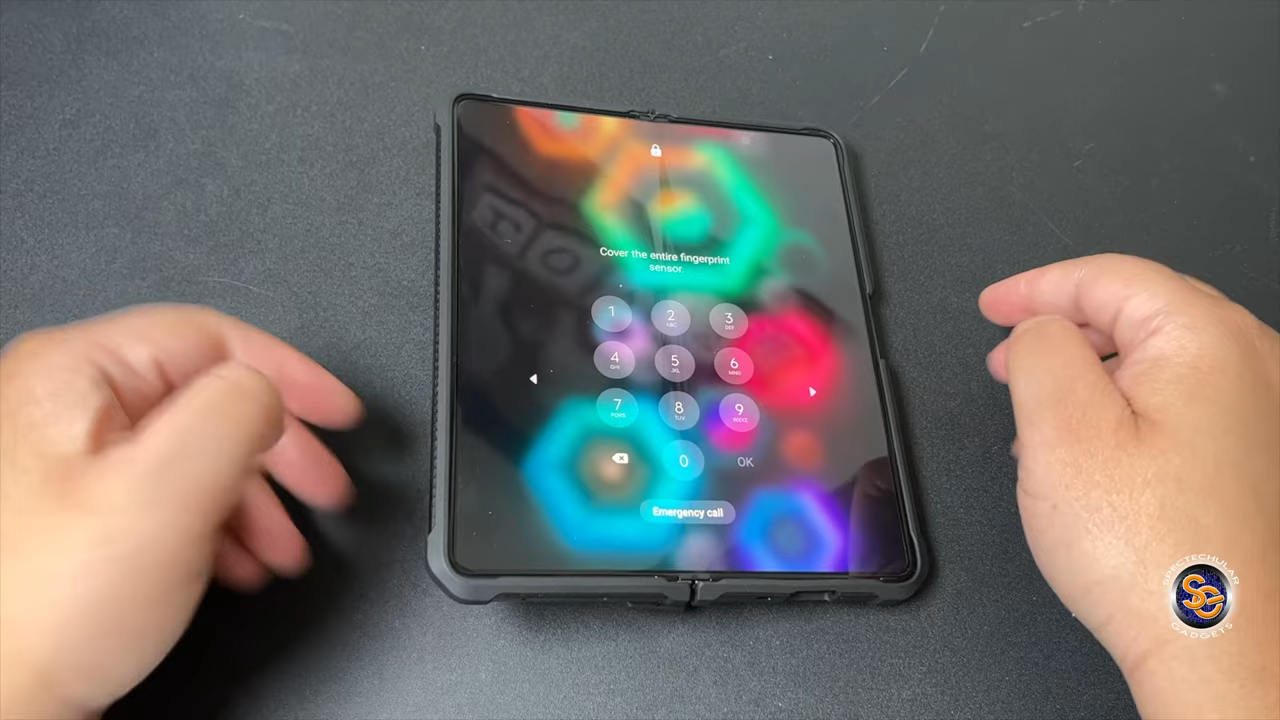 Cover the entire fingerprint
sensor.
1
2
ABC
3
DEF
4
GHI
5
JKL
6
MNO
7
PQRS
8
TUV
9
WXYZ
0
OK
Emergency call
SPECTECHULAR
SG
GADGETS